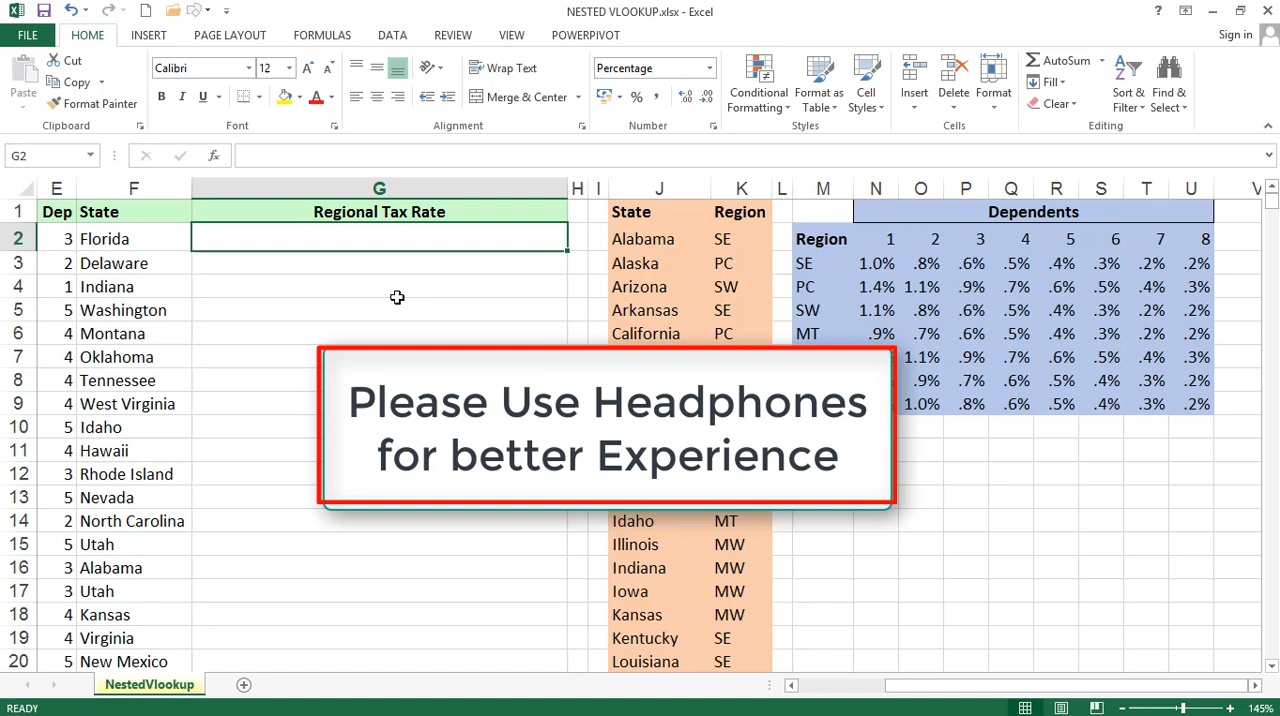 NESTED VLOOKUP.xlsx - Excel
FILE HOME INSERT PAGE LAYOUT FORMULAS DATA REVIEW VIEW POWERPIVOT Sign in
Paste
Cut
Copy
Format Painter
Clipboard
Calibri 12
B I U
Font
Wrap Text
Merge & Center
Alignment
Percentage
Number
Conditional Formatting
Format as Table
Cell Styles
Styles
Insert Delete Format
Cells
AutoSum
Fill
Clear
Sort & Filter
Find & Select
Editing
G2
E F G H I J K L M N O P Q R S T U V
1 Dep State Regional Tax Rate State Region Dependents
2 3 Florida Alabama SE Region 1 2 3 4 5 6 7 8
3 2 Delaware Alaska PC SE 1.0% .8% .6% .5% .4% .3% .2% .2%
4 1 Indiana Arizona SW PC 1.4% 1.1% .9% .7% .6% .5% .4% .3%
5 5 Washington Arkansas SE SW 1.1% .8% .6% .5% .4% .3% .2% .2%
6 4 Montana California PC MT .9% .7% .6% .5% .4% .3% .2% .2%
7 4 Oklahoma 1.1% .9% .7% .6% .5% .4% .3%
8 4 Tennessee .9% .7% .6% .5% .4% .3% .2%
9 4 West Virginia 1.0% .8% .6% .5% .4% .3% .2%
10 5 Idaho
11 4 Hawaii
12 3 Rhode Island
13 5 Nevada
14 2 North Carolina Idaho MT
15 5 Utah Illinois MW
16 3 Alabama Indiana MW
17 3 Utah Iowa MW
18 4 Kansas Kansas MW
19 4 Virginia Kentucky SE
20 5 New Mexico Louisiana SE
Please Use Headphones
for better Experience
NestedVlookup
READY 145%